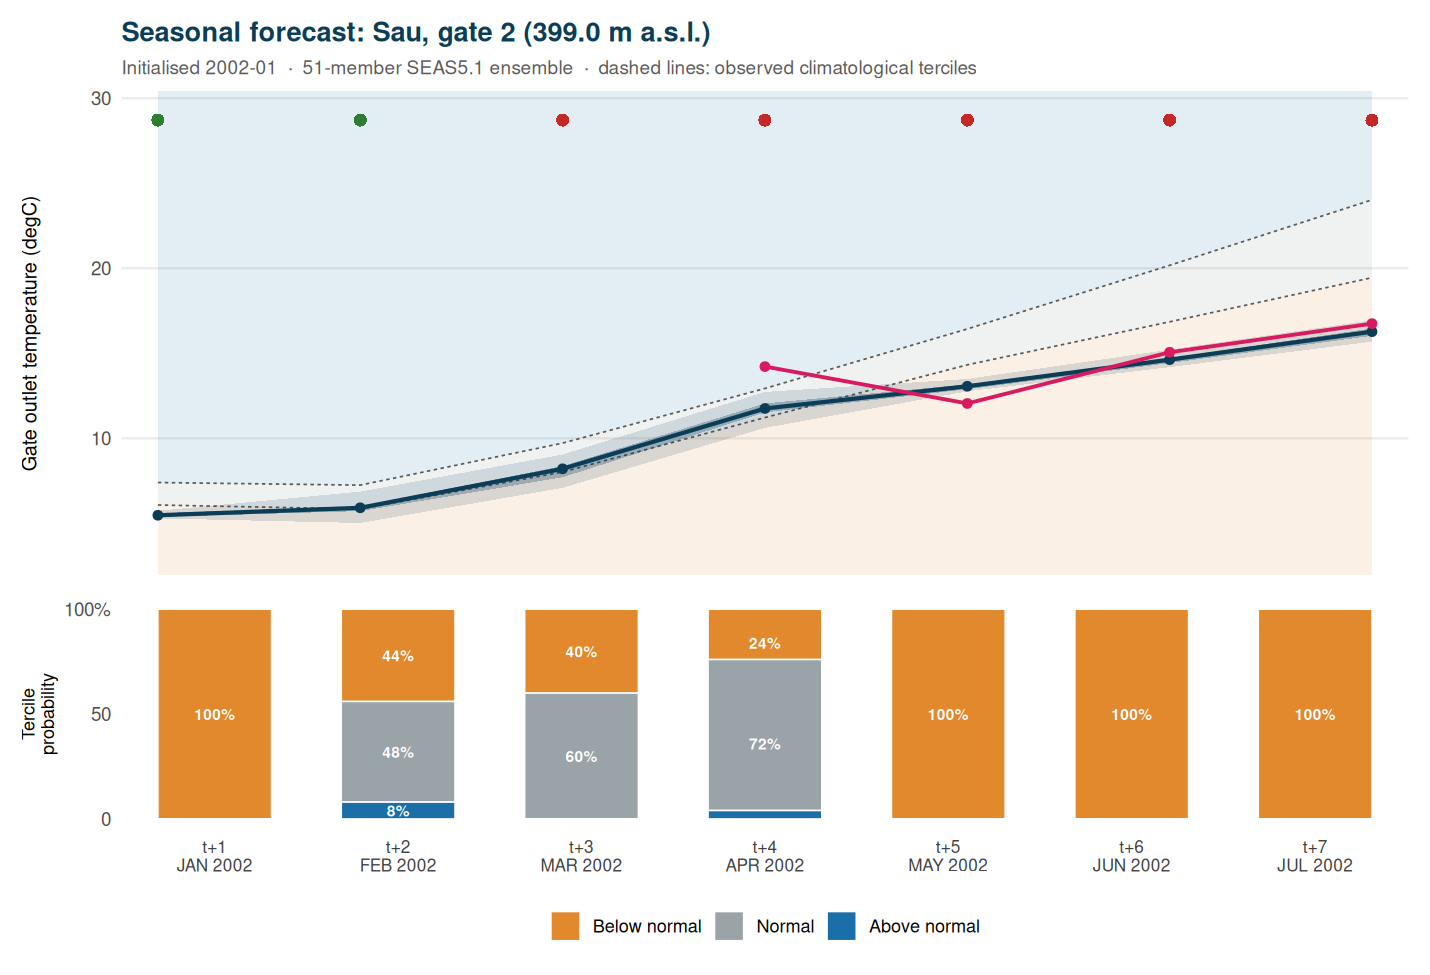 Seasonal forecast: Sau, gate 2 (399.0 m a.s.l.)
Initialised 2002-01 · 51-member SEAS5.1 ensemble · dashed lines: observed climatological terciles
Gate outlet temperature (degC)
30
20
10
Tercile
probability
100%
50
0
100%
44%
48%
8%
40%
60%
24%
72%
100%
100%
100%
t+1
JAN 2002
t+2
FEB 2002
t+3
MAR 2002
t+4
APR 2002
t+5
MAY 2002
t+6
JUN 2002
t+7
JUL 2002
Below normal
Normal
Above normal